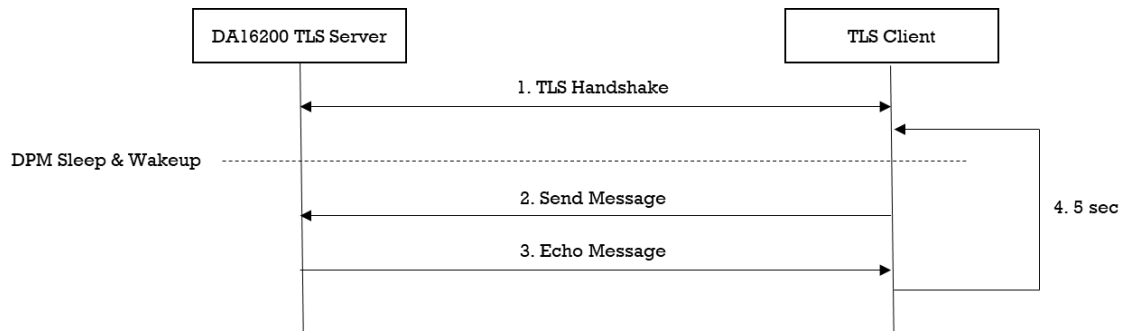 DA16200 TLS Server
TLS Client
1. TLS Handshake
DPM Sleep & Wakeup
2. Send Message
4. 5 sec
3. Echo Message